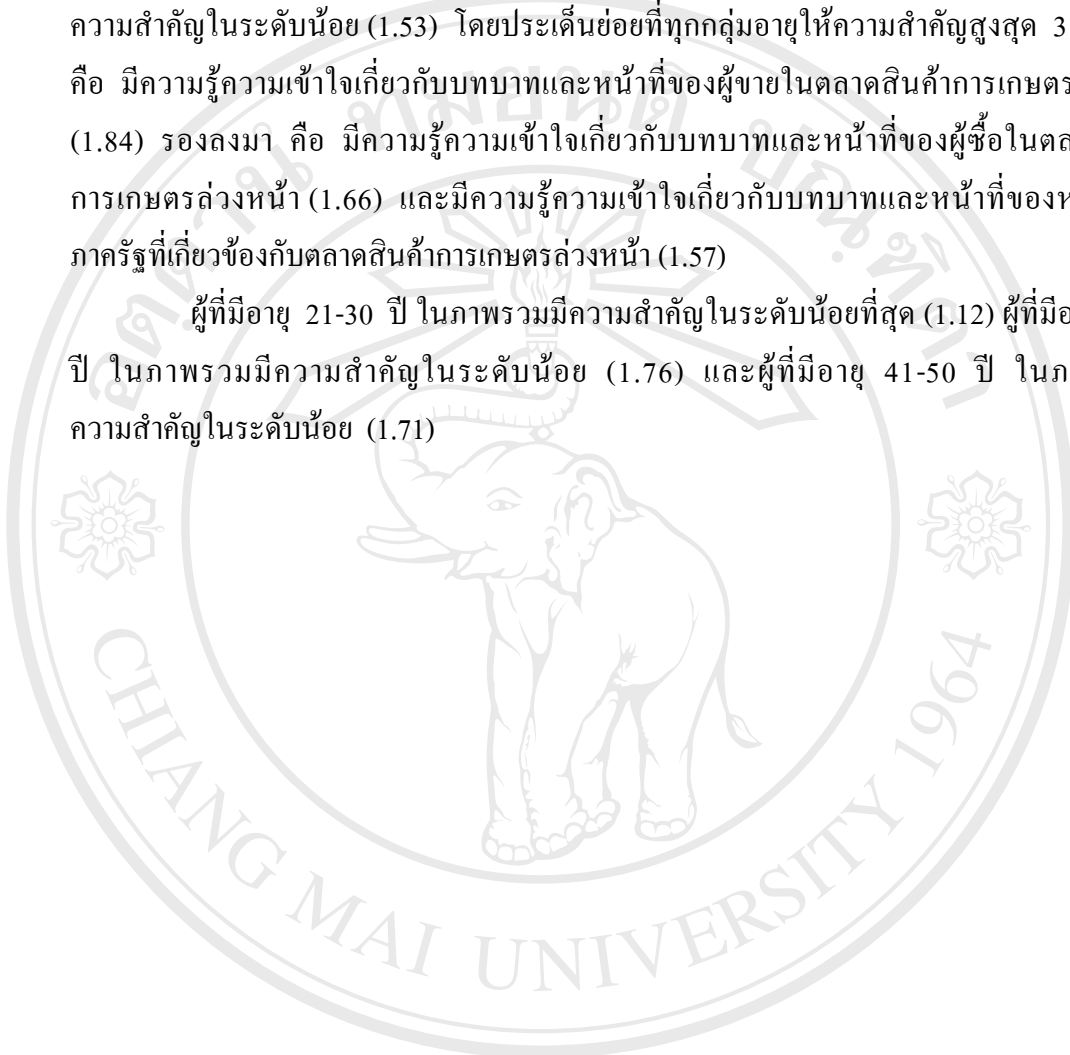 ความสำคัญในระดับน้อย (1.53) โดยประเด็นย่อยที่ทุกกลุ่มอายุให้ความสำคัญสูงสุด 3
คือ มีความรู้ความเข้าใจเกี่ยวกับบทบาทและหน้าที่ของผู้ขายในตลาดสินค้าการเกษตร
(1.84) รองลงมา คือ มีความรู้ความเข้าใจเกี่ยวกับบทบาทและหน้าที่ของผู้ซื้อในตล
การเกษตรล่วงหน้า (1.66) และมีความรู้ความเข้าใจเกี่ยวกับบทบาทและหน้าที่ของห
ภาครัฐที่เกี่ยวข้องกับตลาดสินค้าการเกษตรล่วงหน้า (1.57)
ผู้ที่มีอายุ 21-30 ปี ในภาพรวมมีความสำคัญในระดับน้อยที่สุด (1.12) ผู้ที่มีอ
ปี ในภาพรวมมีความสำคัญในระดับน้อย (1.76) และผู้ที่มีอายุ 41-50 ปี ในภ
ความสำคัญในระดับน้อย (1.71)
อตฺตานํ ทมยนฺติ ปณฺฑิตา
CHIANG MAI UNIVERSITY 1964